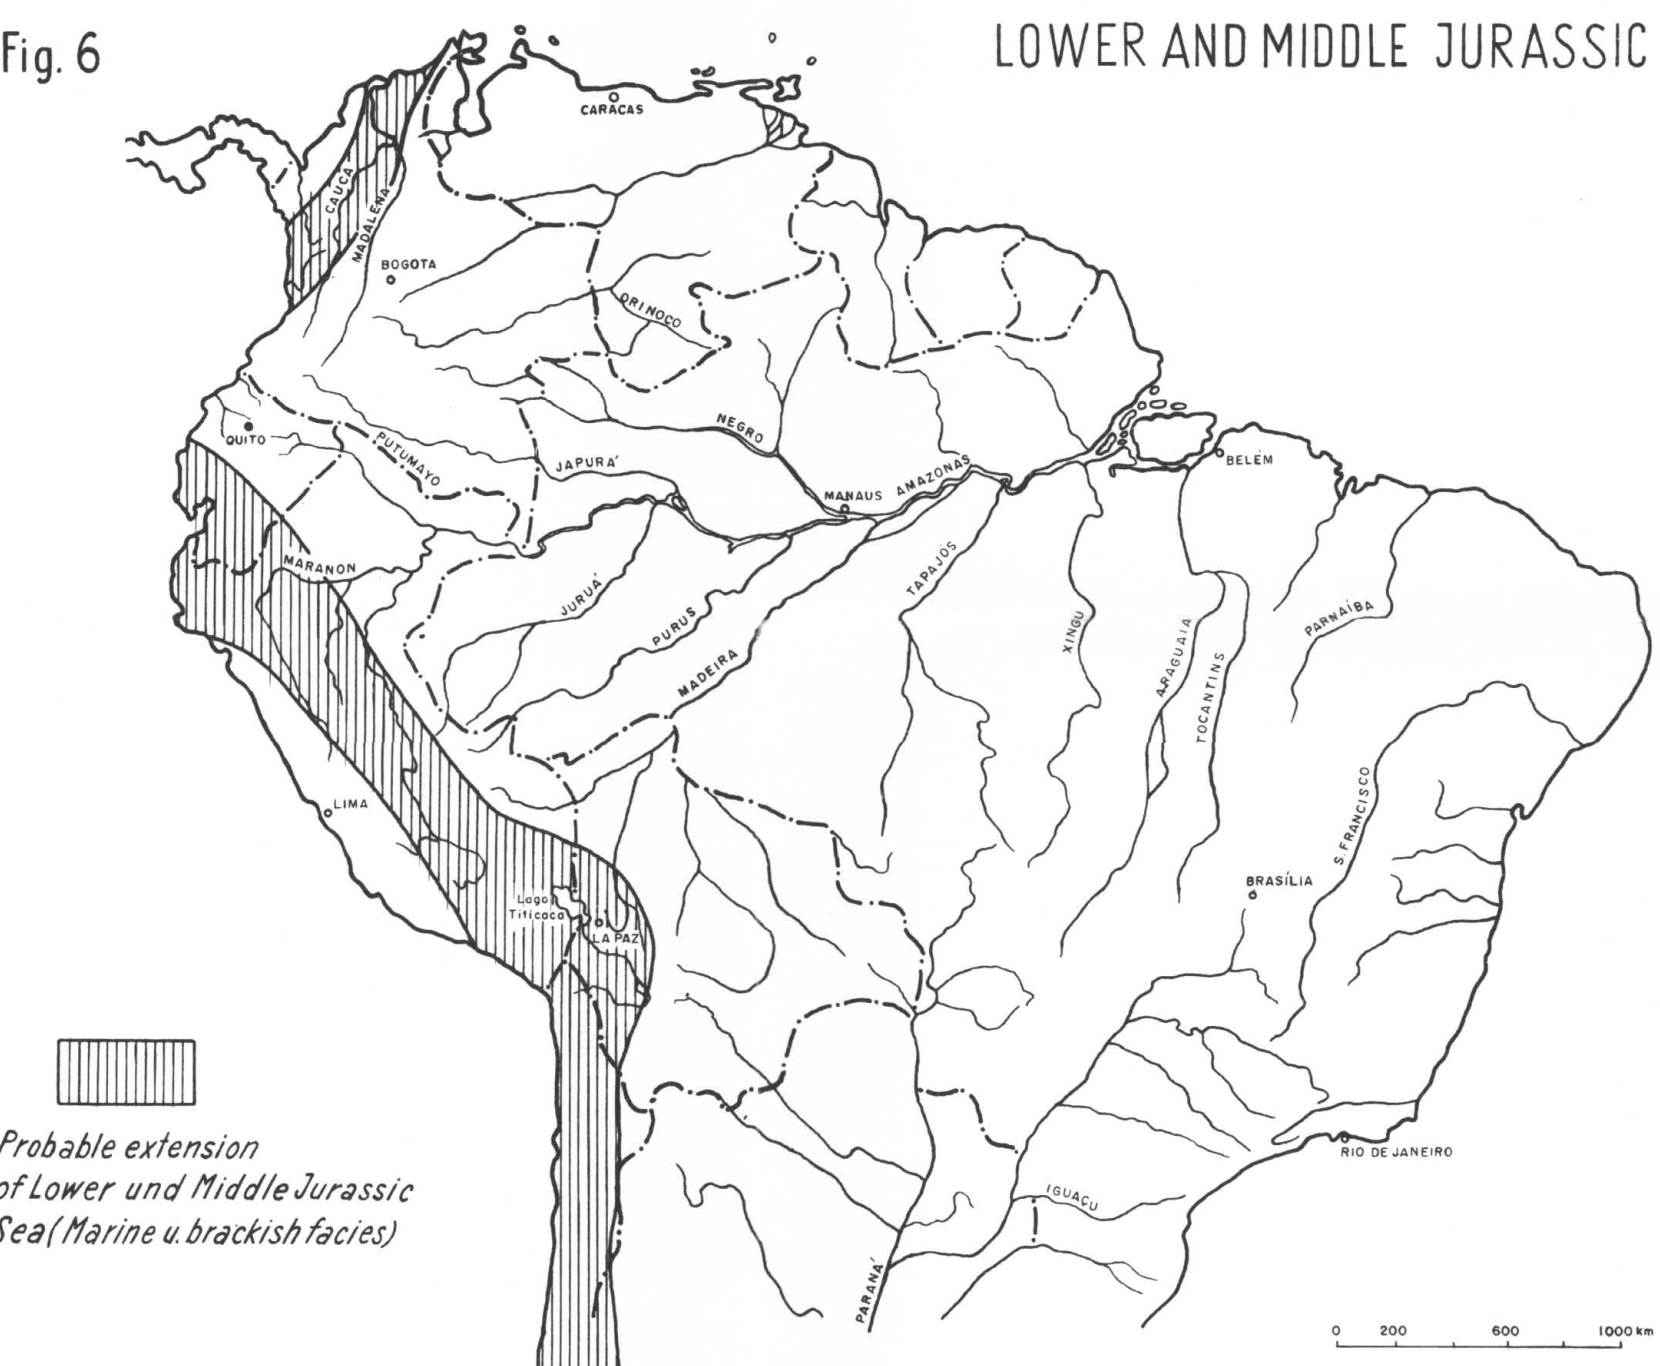 Fig. 6
LOWER AND MIDDLE JURASSIC
CARACAS
CAUCA
MADALENA
BOGOTA
ORINOCO
QUITO
PUTUMAYO
JAPURÁ
NEGRO
MANAUS
AMAZONAS
BELÉM
MARANON
JURUÁ
PURUS
MADEIRA
TAPAJÓS
XINGU
ARAGUAIA
TOCANTINS
PARNAÍBA
S. FRANCISCO
LIMA
BRASÍLIA
Lago
Titicaca
LA PAZ
Probable extension
of Lower und Middle Jurassic
Sea (Marine u. brackish facies)
RIO DE JANEIRO
IGUAÇU
PARANÁ
0 200 600 1000 km